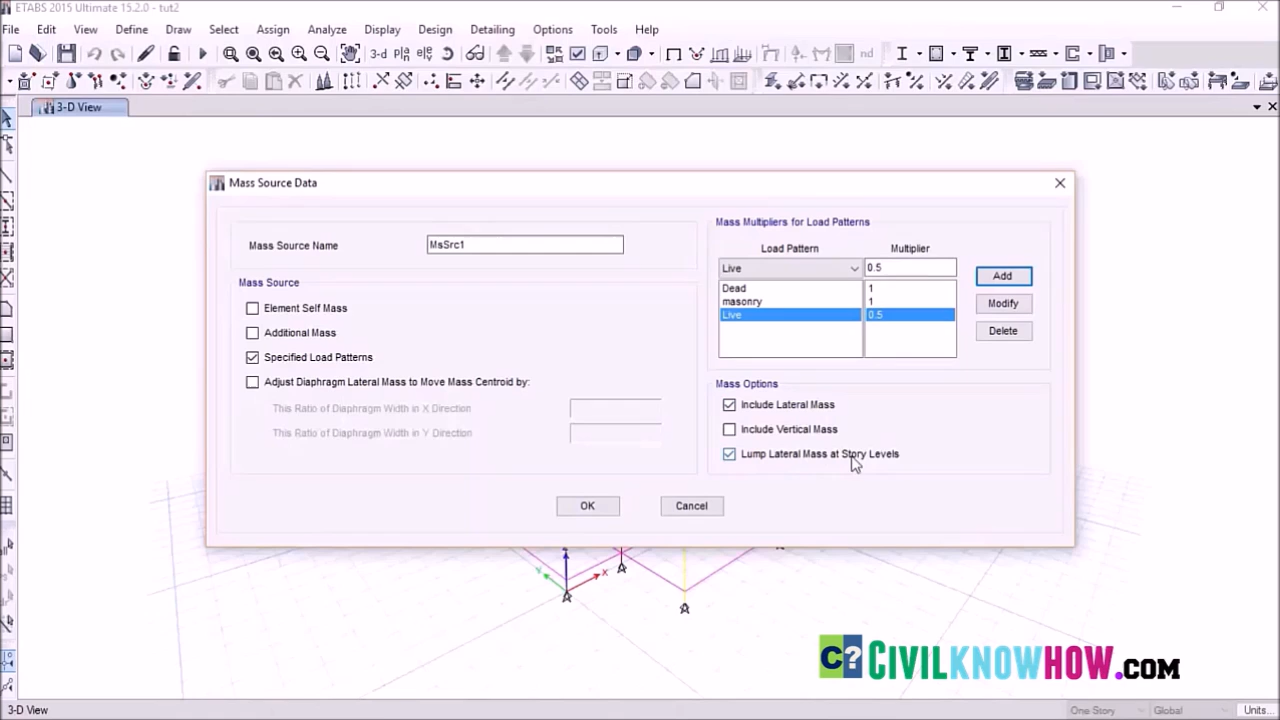 ETABS 2015 Ultimate 15.2.0 - tut2
File Edit View Define Draw Select Assign Analyze Display Design Detailing Options Tools Help
3-d
nd
3-D View
Mass Source Data
Mass Source Name
MsSrc1
Mass Source
Element Self Mass
Additional Mass
Specified Load Patterns
Adjust Diaphragm Lateral Mass to Move Mass Centroid by:
This Ratio of Diaphragm Width in X Direction
This Ratio of Diaphragm Width in Y Direction
Mass Multipliers for Load Patterns
Load Pattern Multiplier
Live 0.5
Add
Dead 1
masonry 1
Modify
Live 0.5
Delete
Mass Options
Include Lateral Mass
Include Vertical Mass
Lump Lateral Mass at Story Levels
OK Cancel
Y X
C? CIVILKNOWHOW.COM
3-D View One Story Global Units...